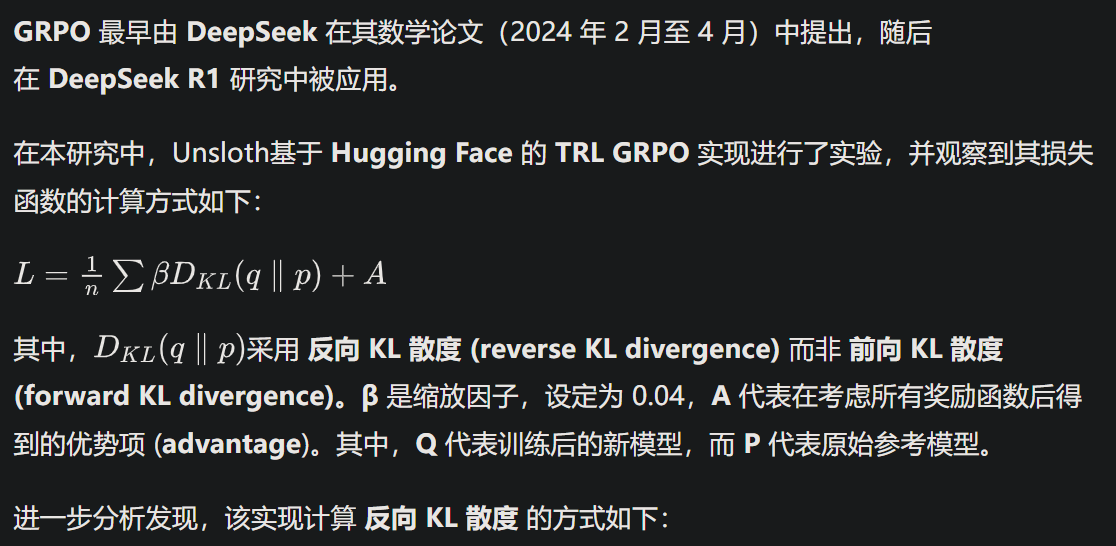 GRPO 最早由 DeepSeek 在其数学论文（2024 年 2 月至 4 月）中提出，随后
在 DeepSeek R1 研究中被应用。
在本研究中，Unsloth基于 Hugging Face 的 TRL GRPO 实现进行了实验，并观察到其损失
函数的计算方式如下：
L = 1/n ∑ βD_{KL}(q ∥ p) + A
其中，D_{KL}(q ∥ p)采用 反向 KL 散度 (reverse KL divergence) 而非 前向 KL 散度
(forward KL divergence)。β 是缩放因子，设定为 0.04，A 代表在考虑所有奖励函数后得
到的优势项 (advantage)。其中，Q 代表训练后的新模型，而 P 代表原始参考模型。
进一步分析发现，该实现计算 反向 KL 散度 的方式如下：